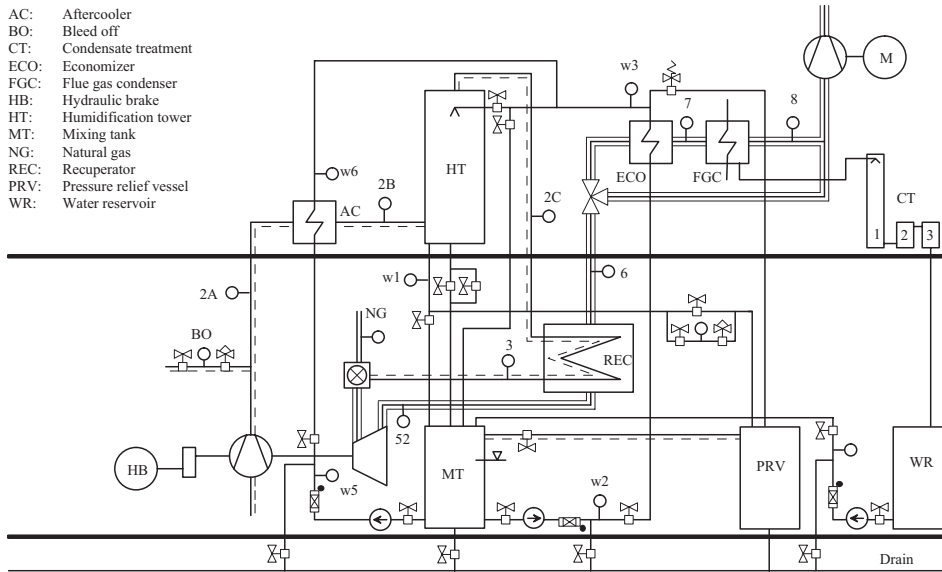 AC: Aftercooler
BO: Bleed off
CT: Condensate treatment
ECO: Economizer
FGC: Flue gas condenser
HB: Hydraulic brake
HT: Humidification tower
MT: Mixing tank
NG: Natural gas
REC: Recuperator
PRV: Pressure relief vessel
WR: Water reservoir
M
w3
7
8
HT
ECO
FGC
w6
2B
AC
2C
CT
1
2
3
w1
6
2A
NG
BO
3
REC
52
HB
w5
MT
w2
PRV
WR
Drain